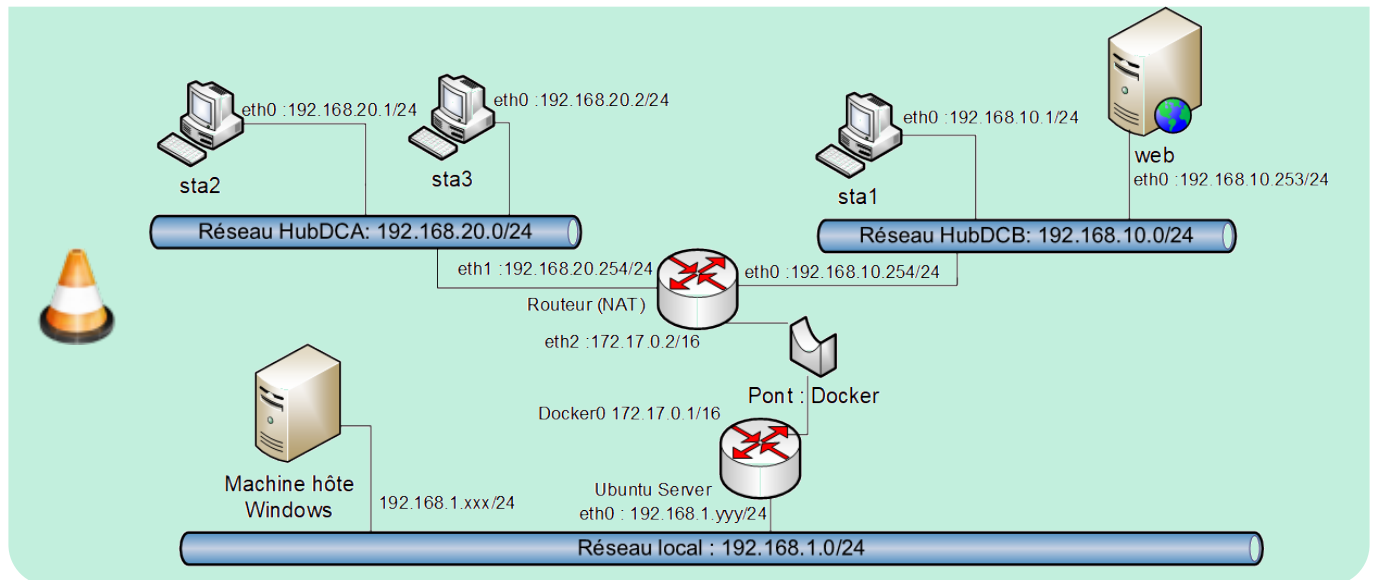 eth0 :192.168.20.1/24
eth0 :192.168.20.2/24
eth0 :192.168.10.1/24
sta2
sta3
sta1
web
eth0 :192.168.10.253/24
Réseau HubDCA: 192.168.20.0/24
Réseau HubDCB: 192.168.10.0/24
eth1 :192.168.20.254/24
eth0 :192.168.10.254/24
Routeur (NAT)
eth2 :172.17.0.2/16
Pont : Docker
Docker0 172.17.0.1/16
Machine hôte
Windows
192.168.1.xxx/24
Ubuntu Server
eth0 : 192.168.1.yyy/24
Réseau local : 192.168.1.0/24